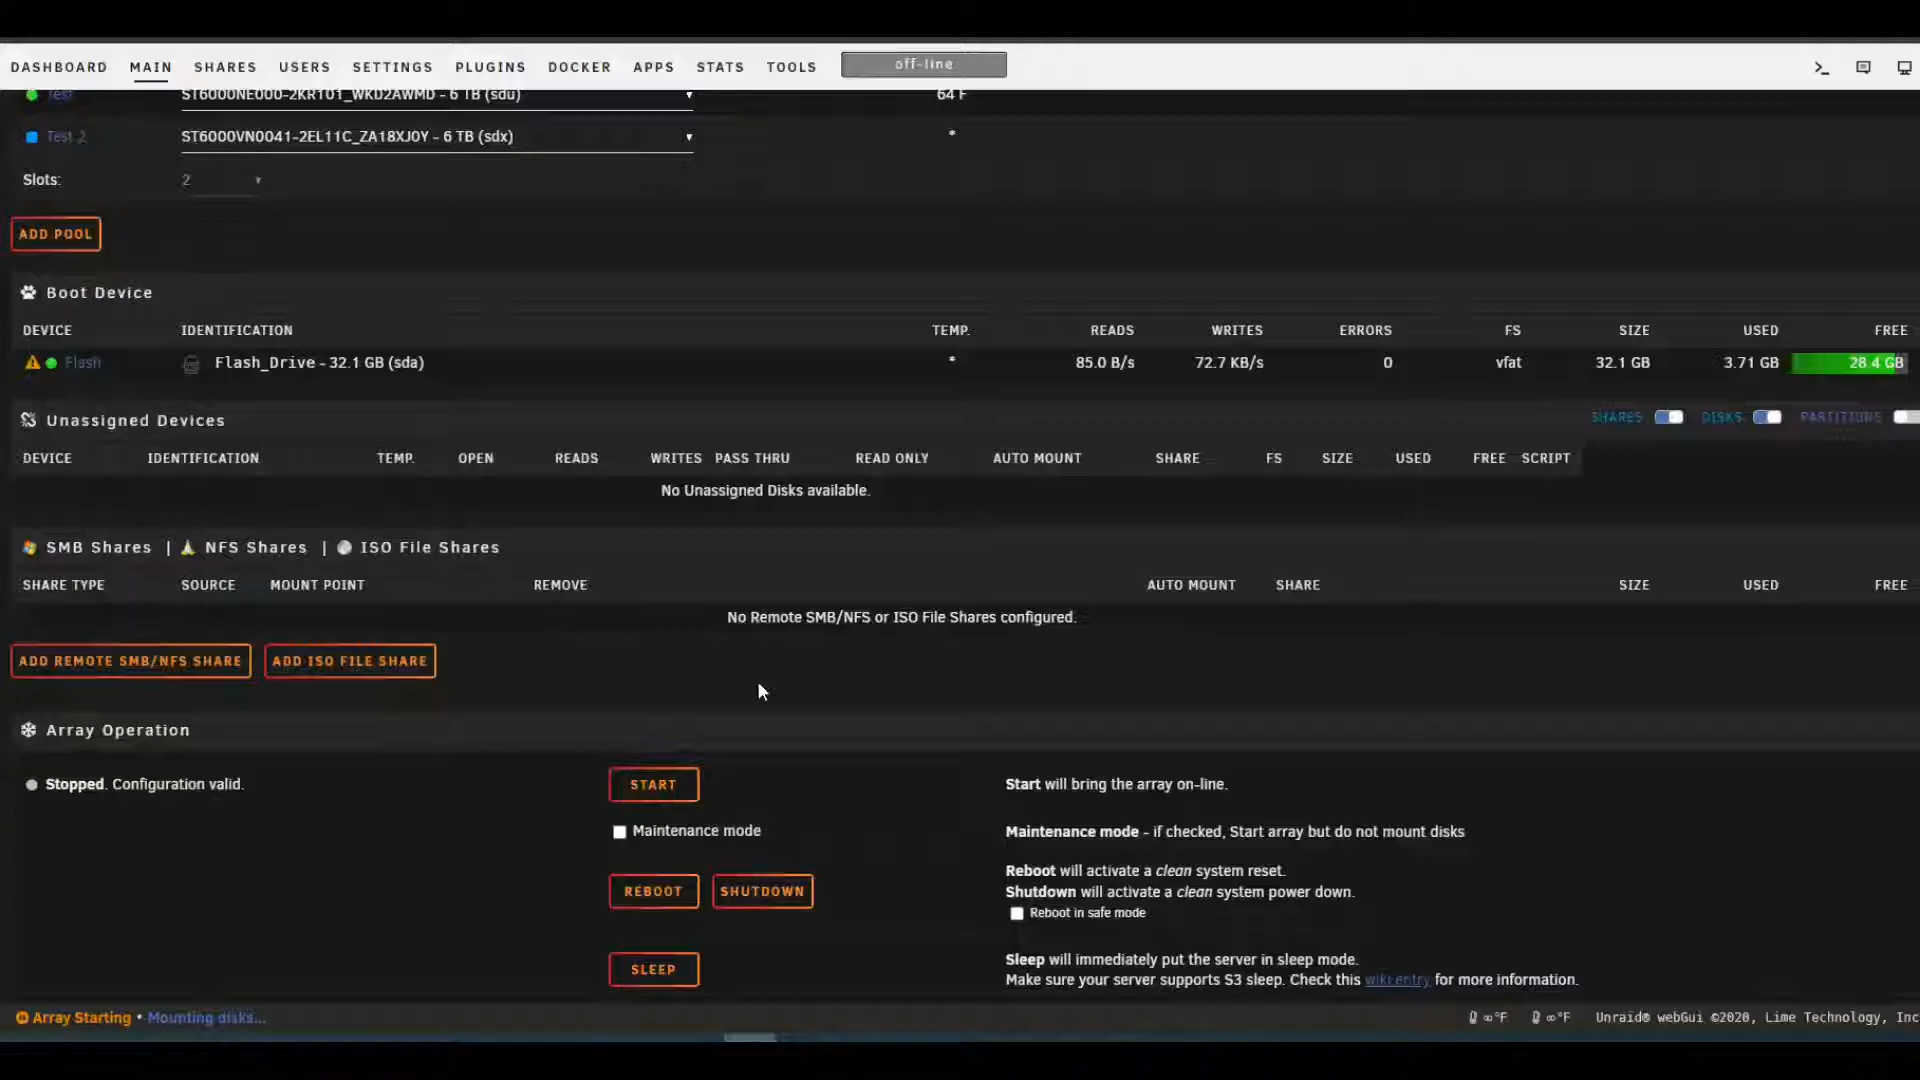 DASHBOARD MAIN SHARES USERS SETTINGS PLUGINS DOCKER APPS STATS TOOLS off-line
Test ST6000NE000-2KR101_WKD2AWMD - 6 TB (sdu) 64 F
Test 2 ST6000VN0041-2EL11C_ZA18XJ0Y - 6 TB (sdx) *
Slots: 2
ADD POOL
Boot Device
DEVICE IDENTIFICATION TEMP. READS WRITES ERRORS FS SIZE USED FREE
Flash Flash_Drive - 32.1 GB (sda) * 85.0 B/s 72.7 KB/s 0 vfat 32.1 GB 3.71 GB 28.4 GB
Unassigned Devices SHARES DISKS PARTITIONS
DEVICE IDENTIFICATION TEMP. OPEN READS WRITES PASS THRU READ ONLY AUTO MOUNT SHARE FS SIZE USED FREE SCRIPT
No Unassigned Disks available.
SMB Shares | NFS Shares | ISO File Shares
SHARE TYPE SOURCE MOUNT POINT REMOVE AUTO MOUNT SHARE SIZE USED FREE
No Remote SMB/NFS or ISO File Shares configured.
ADD REMOTE SMB/NFS SHARE ADD ISO FILE SHARE
Array Operation
Stopped. Configuration valid. START Start will bring the array on-line.
Maintenance mode Maintenance mode - if checked, Start array but do not mount disks
Reboot will activate a clean system reset.
REBOOT SHUTDOWN Shutdown will activate a clean system power down.
Reboot in safe mode
Sleep will immediately put the server in sleep mode.
SLEEP Make sure your server supports S3 sleep. Check this wiki entry for more information.
Array Starting • Mounting disks... ∞°F ∞°F Unraid® webGui ©2020, Lime Technology, Inc